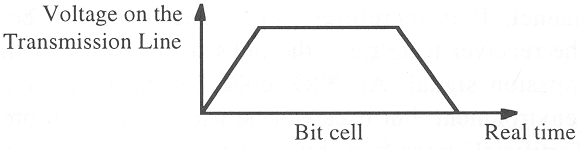 Voltage on the
Transmission Line
Bit cell
Real time